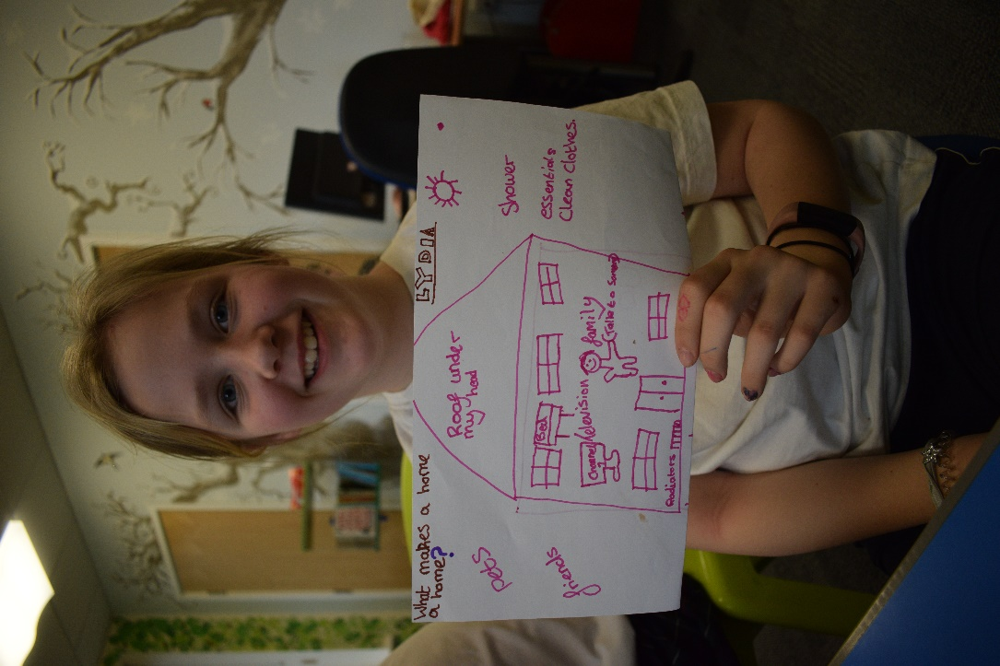 What makes a home
a home?
LYDIA
Roof under
my head
pets
friends
Shower
essentials
Clean Clothes.
Bed
Channel
television
family
(Talk to a Someone)
Radiators